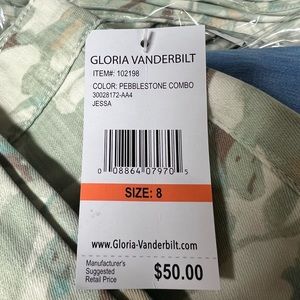 GLORIA VANDERBILT
ITEM#: 102198
COLOR: PEBBLESTONE COMBO
30028172-AA4
JESSA
0 08864 07970 5
SIZE: 8
www.Gloria-Vanderbilt.com
Manufacturer's
Suggested
Retail Price
$50.00